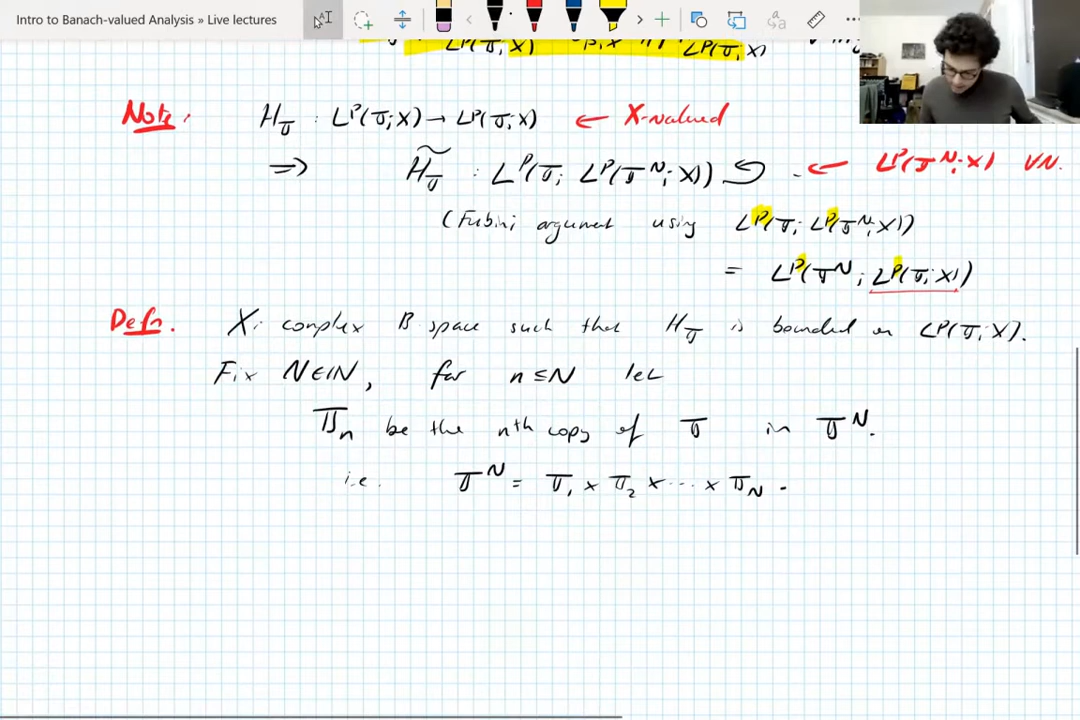 Intro to Banach-valued Analysis » Live lectures
L^p(𝕋; X) β, X L^p(𝕋; X)
Note: H_𝕋 : L^p(𝕋; X) → L^p(𝕋; X) ← X-valued
⇒ H̃_𝕋 : L^p(𝕋; L^p(𝕋^N; X)) ↺ . ← L^p(𝕋^N; X) VN.
(Fubini argument using L^p(𝕋; L^p(𝕋^N; X))
= L^p(𝕋^N; L^p(𝕋; X))
Defn. X: complex B space such that H_𝕋 is bounded on L^p(𝕋; X).
Fix N∈ℕ, for n ≤ N let
𝕋_n be the nth copy of 𝕋 in 𝕋^N.
i.e. 𝕋^N = 𝕋_1 × 𝕋_2 × ··· × 𝕋_N .